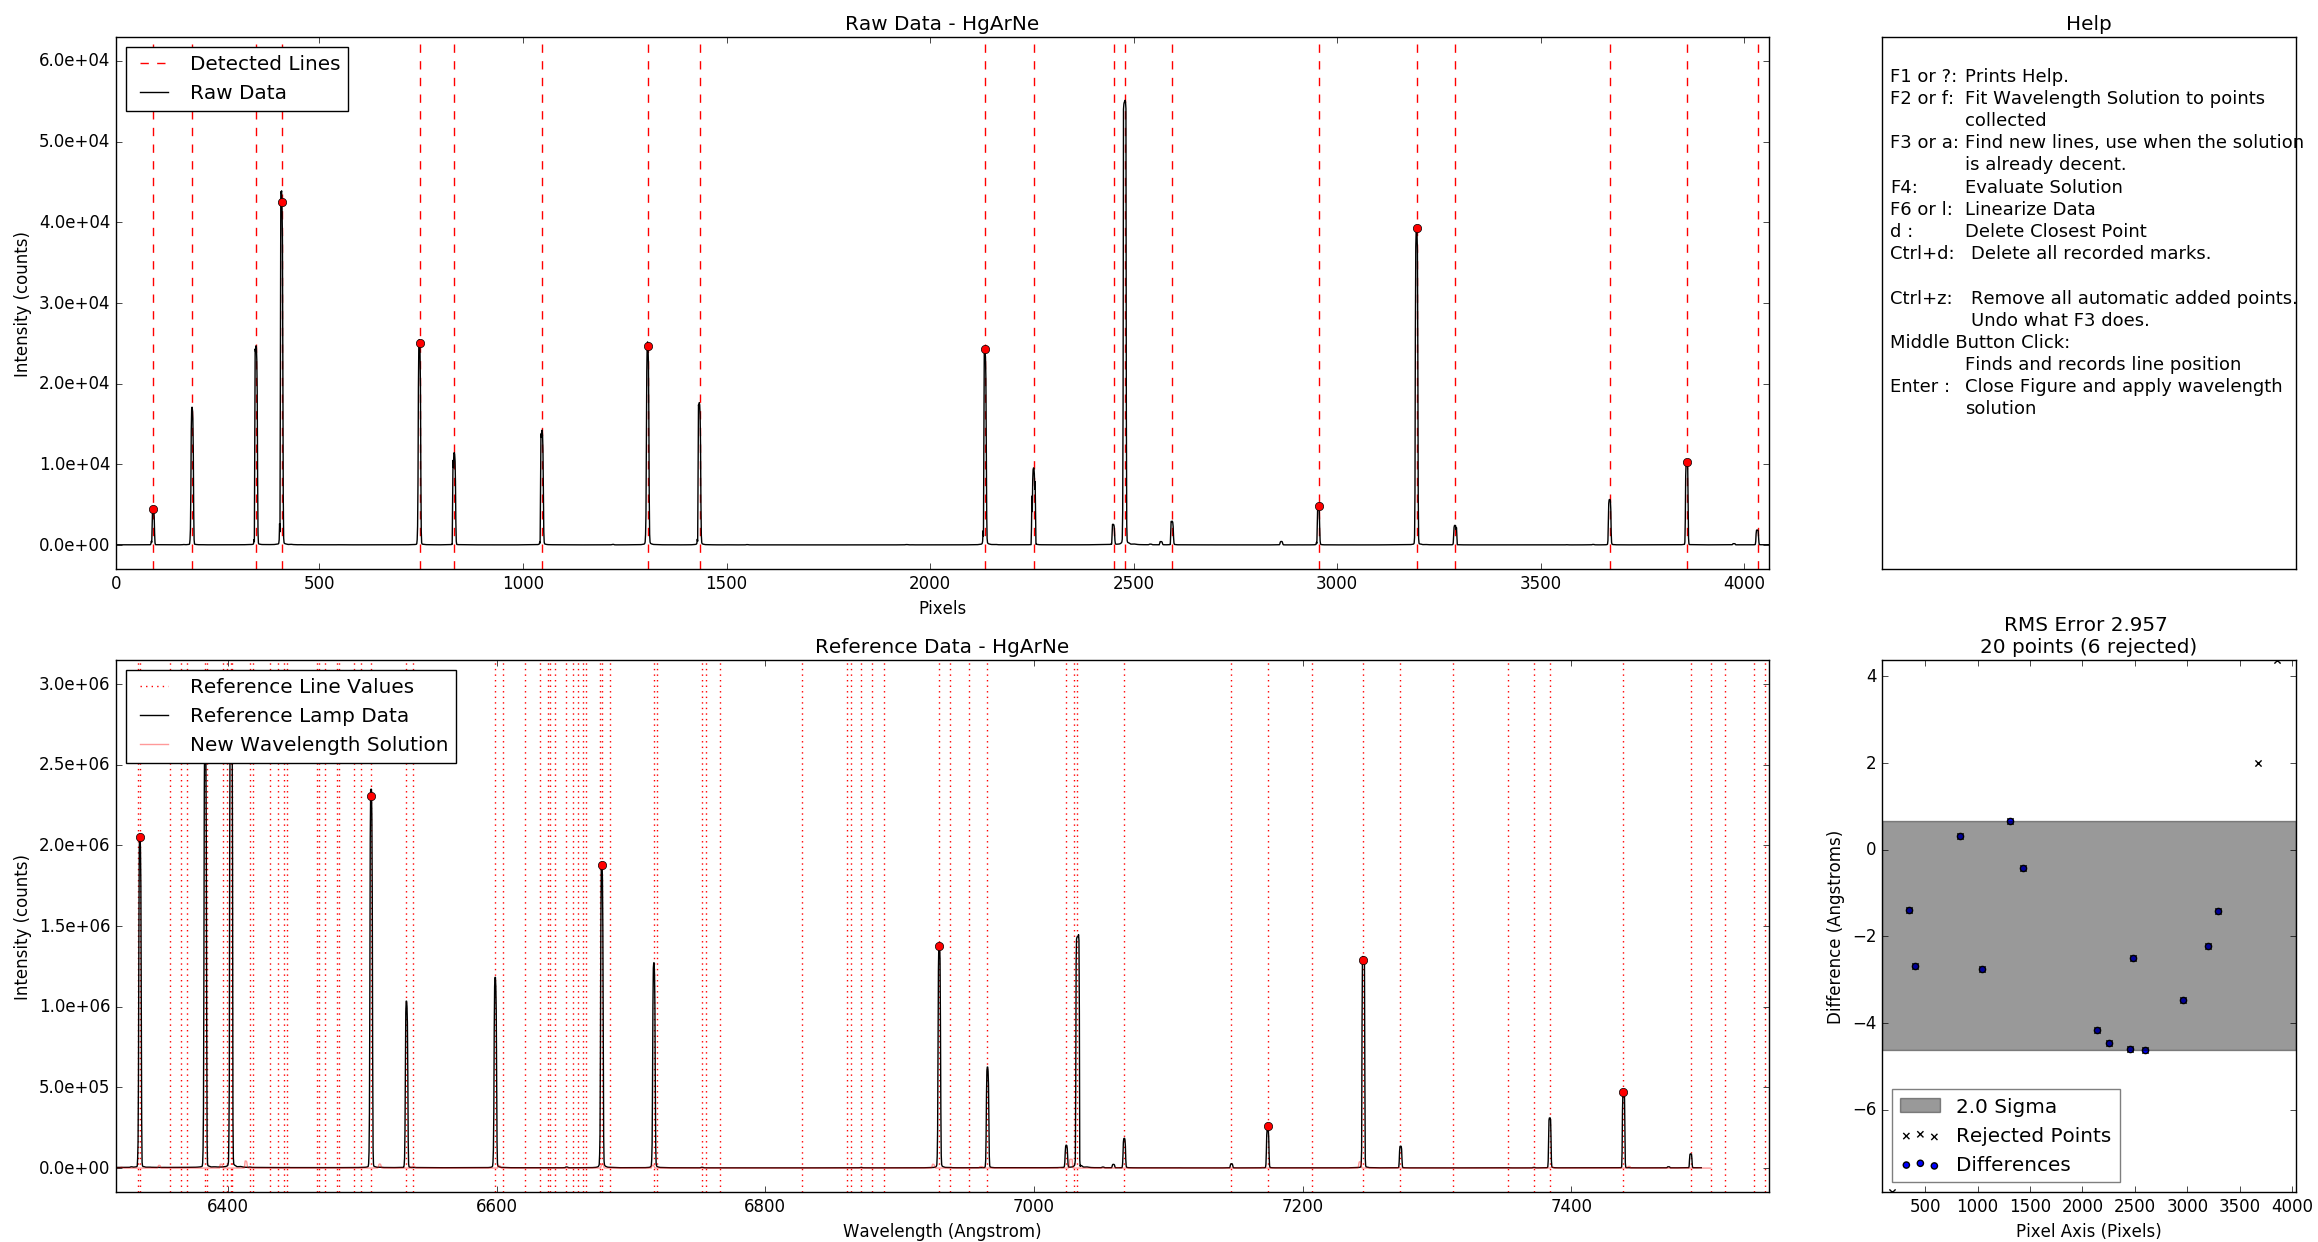 Raw Data - HgArNe
Intensity (counts)
6.0e+04
5.0e+04
4.0e+04
3.0e+04
2.0e+04
1.0e+04
0.0e+00
Detected Lines
Raw Data
0 500 1000 1500 2000 2500 3000 3500 4000
Pixels
Help
F1 or ?: Prints Help.
F2 or f: Fit Wavelength Solution to points
collected
F3 or a: Find new lines, use when the solution
is already decent.
F4: Evaluate Solution
F6 or l: Linearize Data
d : Delete Closest Point
Ctrl+d: Delete all recorded marks.
Ctrl+z: Remove all automatic added points.
Undo what F3 does.
Middle Button Click:
Finds and records line position
Enter : Close Figure and apply wavelength
solution
Reference Data - HgArNe
Intensity (counts)
3.0e+06
2.5e+06
2.0e+06
1.5e+06
1.0e+06
5.0e+05
0.0e+00
Reference Line Values
Reference Lamp Data
New Wavelength Solution
6400 6600 6800 7000 7200 7400
Wavelength (Angstrom)
RMS Error 2.957
20 points (6 rejected)
Difference (Angstroms)
4
2
0
−2
−4
−6
2.0 Sigma
Rejected Points
Differences
500 1000 1500 2000 2500 3000 3500 4000
Pixel Axis (Pixels)